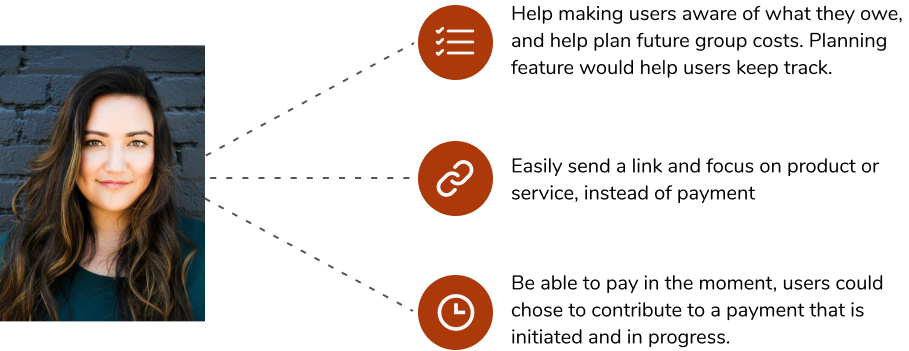 Help making users aware of what they owe,
and help plan future group costs. Planning
feature would help users keep track.
Easily send a link and focus on product or
service, instead of payment
Be able to pay in the moment, users could
chose to contribute to a payment that is
initiated and in progress.